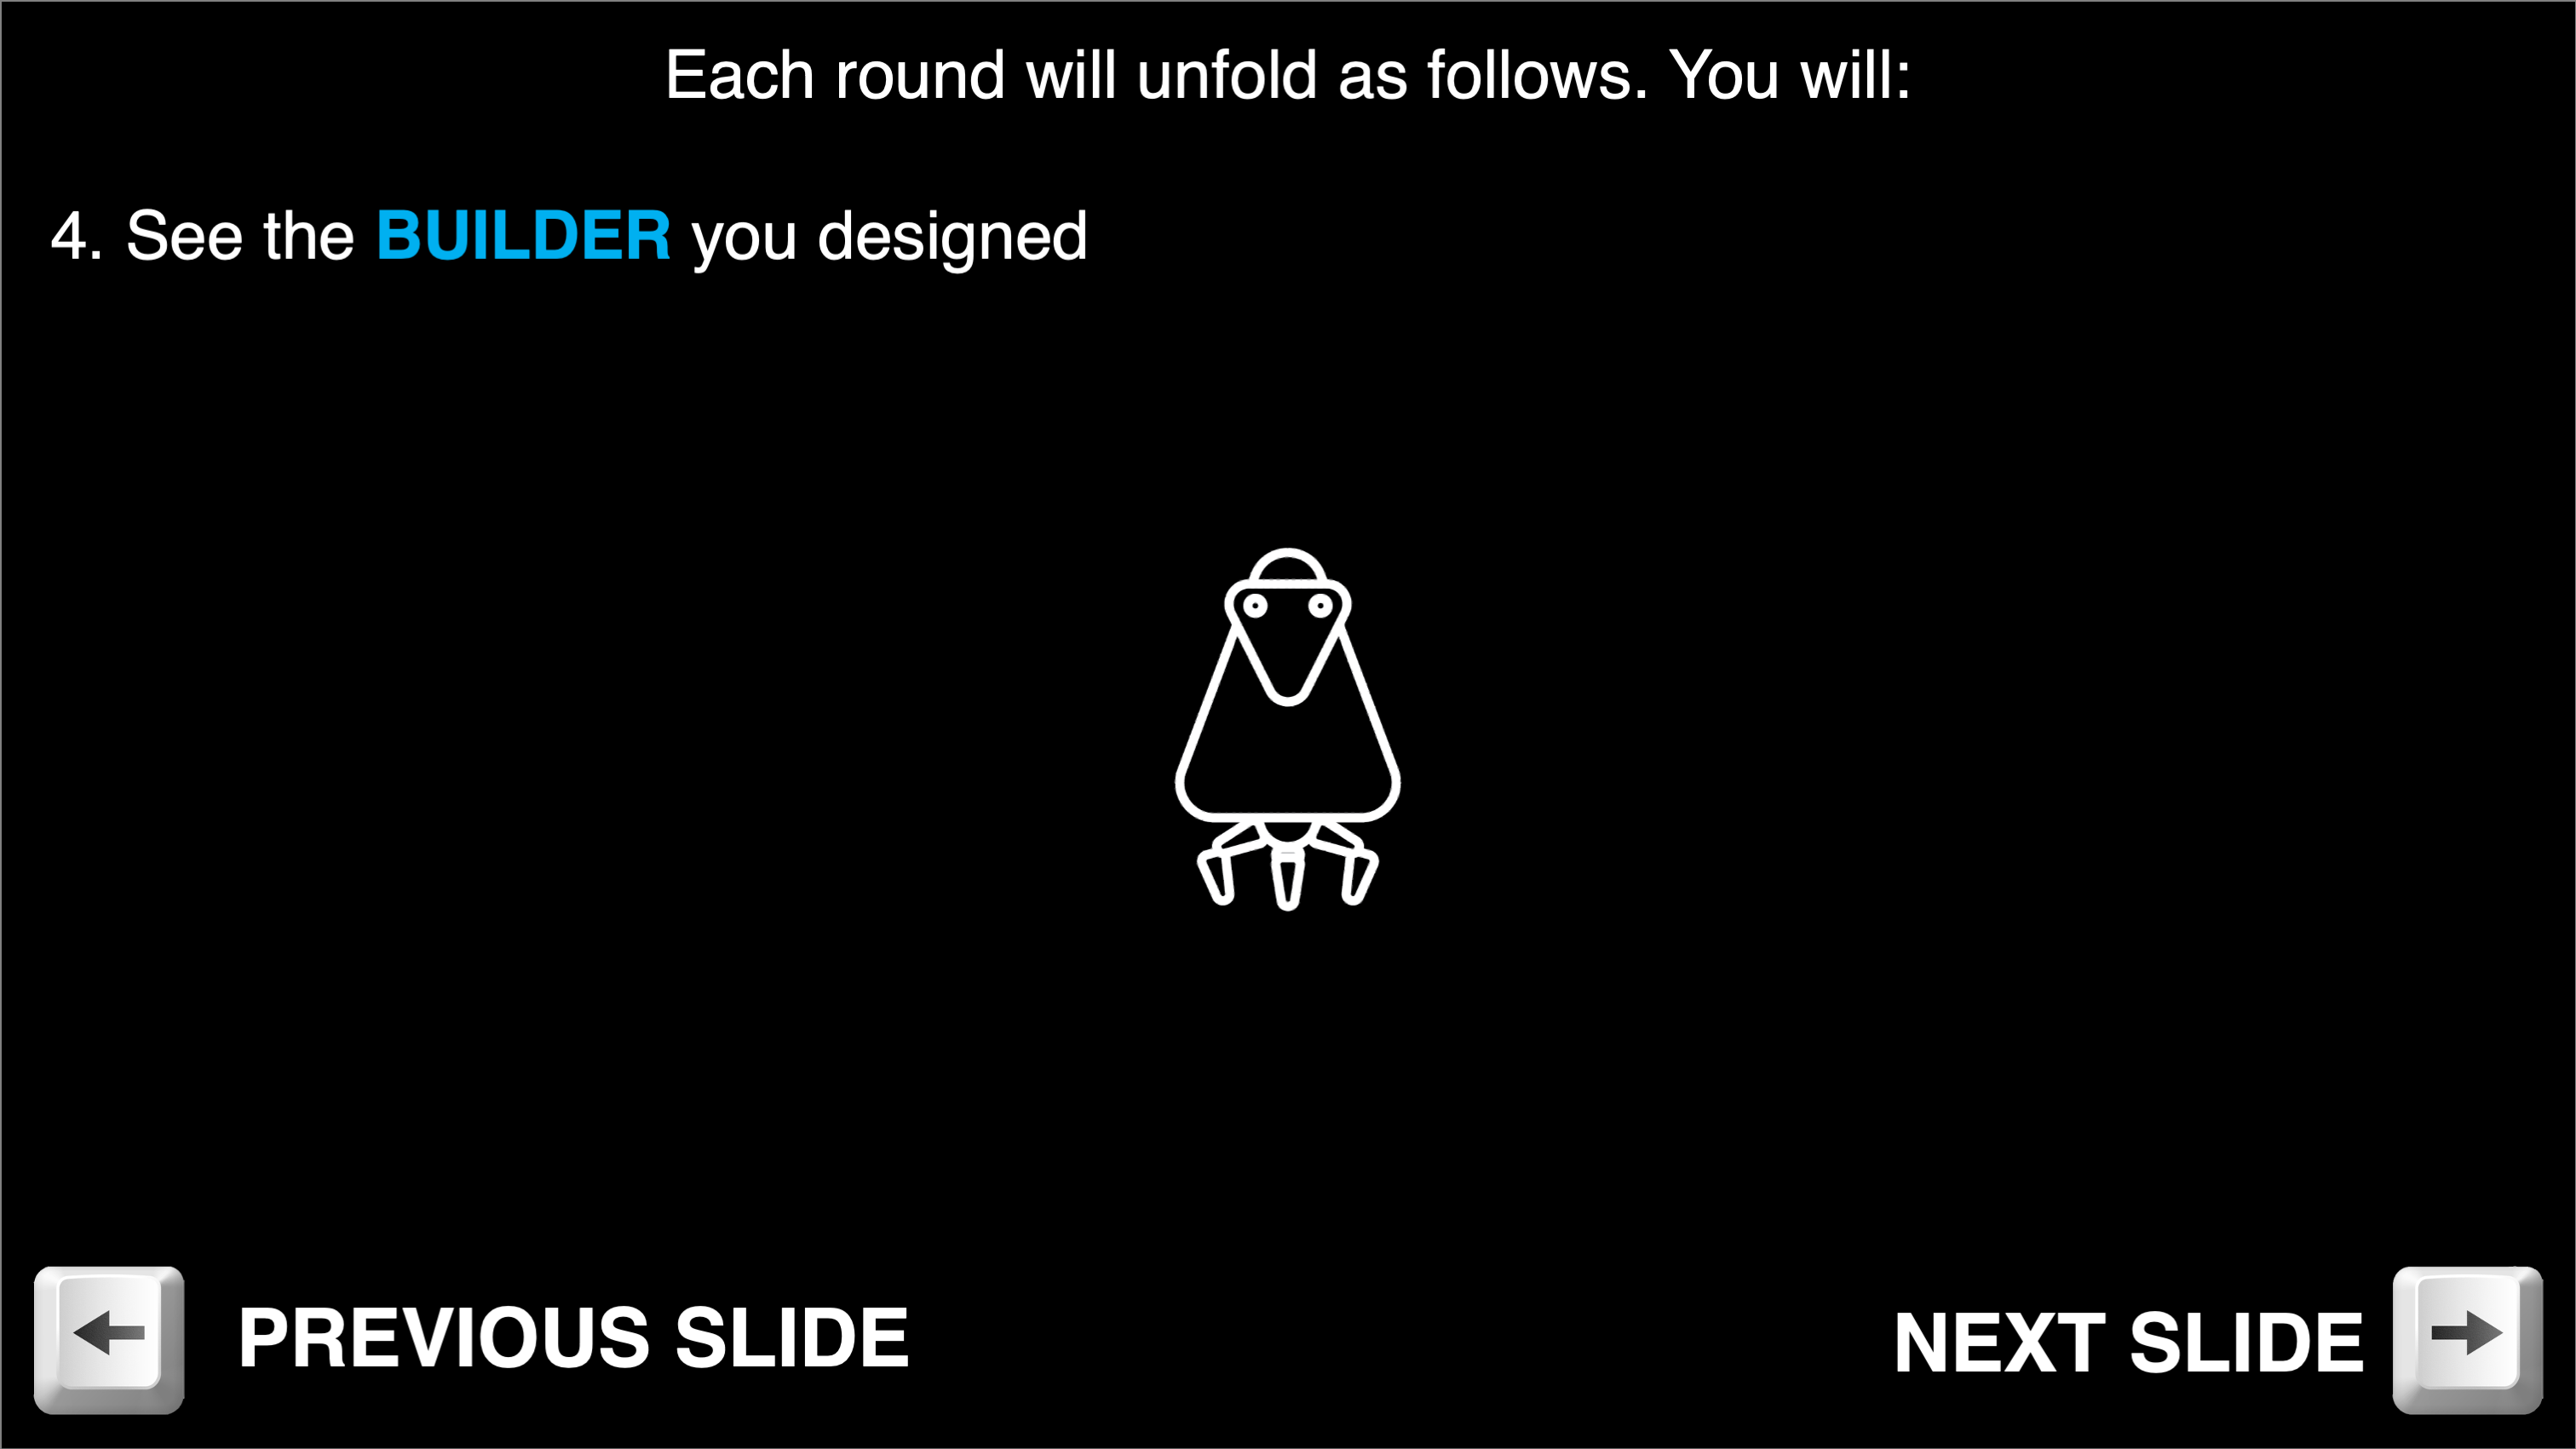 Each round will unfold as follows. You will:
4. See the BUILDER you designed
PREVIOUS SLIDE
NEXT SLIDE